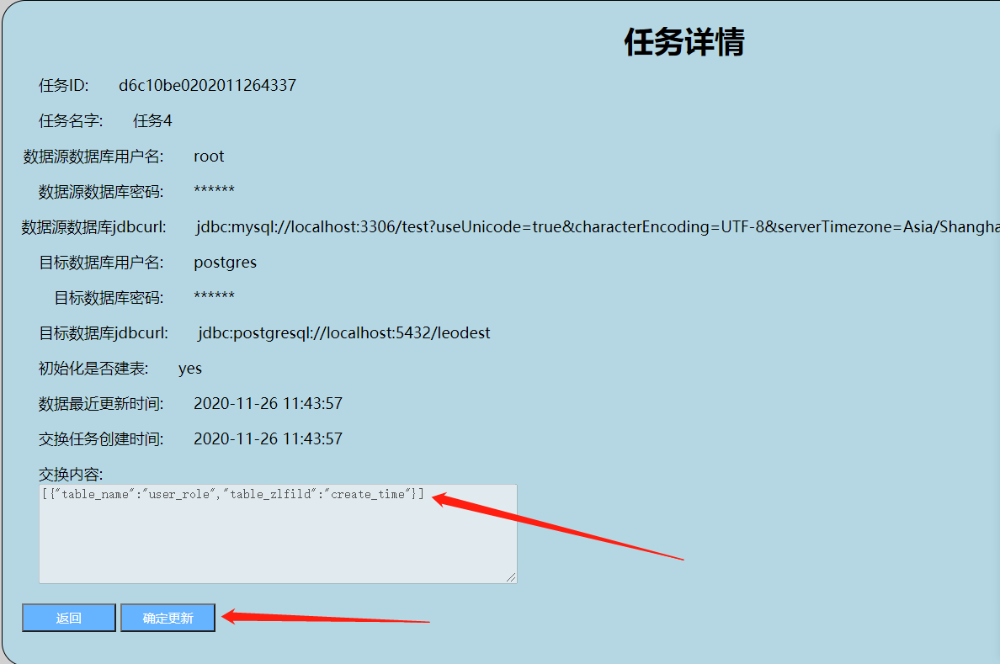 任务详情
任务ID: d6c10be0202011264337
任务名字: 任务4
数据源数据库用户名: root
数据源数据库密码: ******
数据源数据库jdbcurl: jdbc:mysql://localhost:3306/test?useUnicode=true&characterEncoding=UTF-8&serverTimezone=Asia/Shangha
目标数据库用户名: postgres
目标数据库密码: ******
目标数据库jdbcurl: jdbc:postgresql://localhost:5432/leodest
初始化是否建表: yes
数据最近更新时间: 2020-11-26 11:43:57
交换任务创建时间: 2020-11-26 11:43:57
交换内容:
[{"table_name":"user_role","table_zlfild":"create_time"}]
返回 确定更新